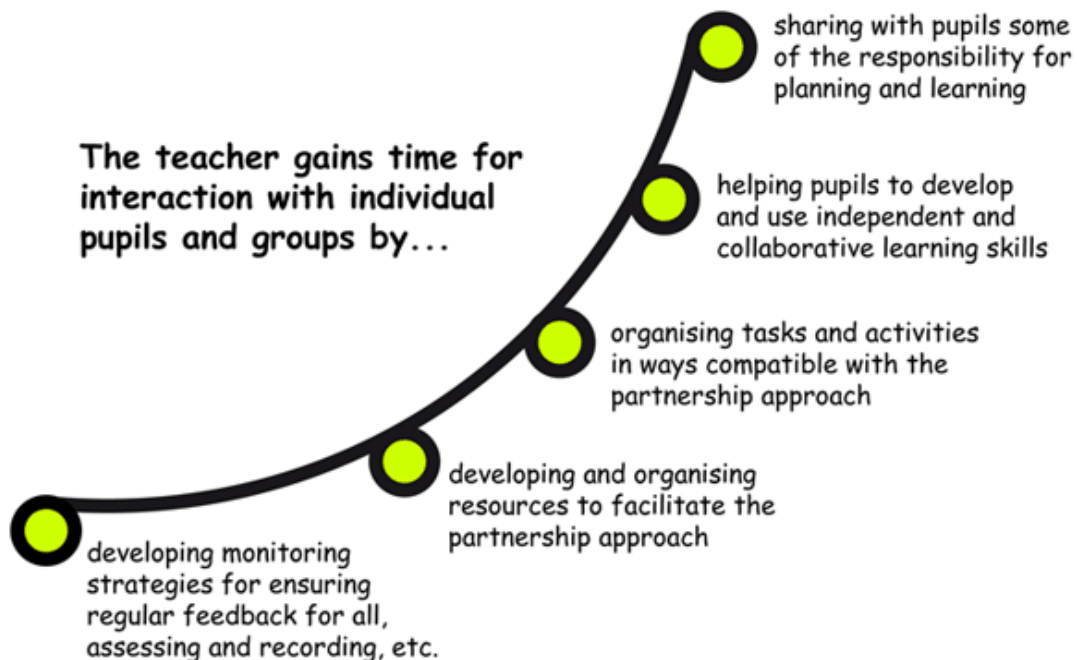 sharing with pupils some
of the responsibility for
planning and learning
The teacher gains time for
interaction with individual
pupils and groups by...
helping pupils to develop
and use independent and
collaborative learning skills
organising tasks and activities
in ways compatible with the
partnership approach
developing and organising
resources to facilitate the
partnership approach
developing monitoring
strategies for ensuring
regular feedback for all,
assessing and recording, etc.